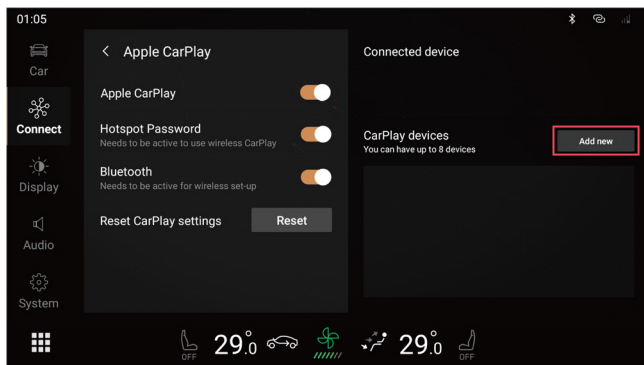 01:05
Car
Connect
Display
Audio
System
Apple CarPlay
Apple CarPlay
Hotspot Password
Needs to be active to use wireless CarPlay
Bluetooth
Needs to be active for wireless set-up
Reset CarPlay settings
Reset
Connected device
CarPlay devices
You can have up to 8 devices
Add new
OFF
29.0°
29.0°
OFF